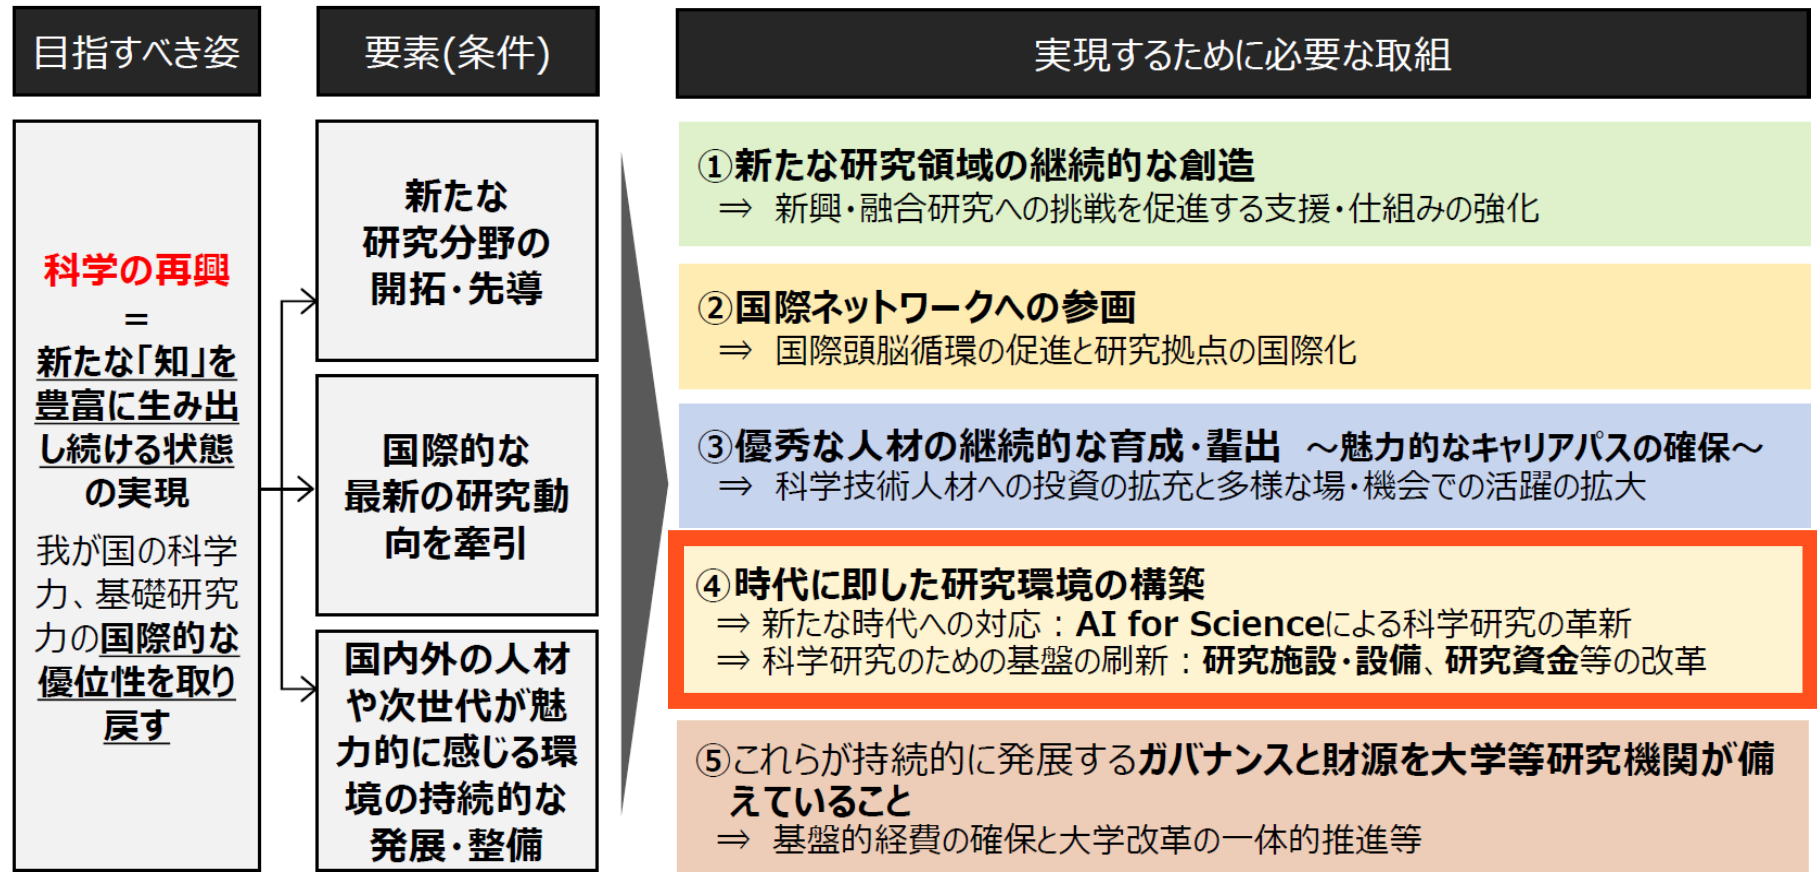 目指すべき姿
要素(条件)
実現するために必要な取組
科学の再興
=
新たな「知」を
豊富に生み出
し続ける状態
の実現
我が国の科学
力、基礎研究
力の国際的な
優位性を取り
戻す
新たな
研究分野の
開拓・先導
国際的な
最新の研究動
向を牽引
国内外の人材
や次世代が魅
力的に感じる環
境の持続的な
発展・整備
①新たな研究領域の継続的な創造
⇒ 新興・融合研究への挑戦を促進する支援・仕組みの強化
②国際ネットワークへの参画
⇒ 国際頭脳循環の促進と研究拠点の国際化
③優秀な人材の継続的な育成・輩出 ～魅力的なキャリアパスの確保～
⇒ 科学技術人材への投資の拡充と多様な場・機会での活躍の拡大
④時代に即した研究環境の構築
⇒ 新たな時代への対応：AI for Scienceによる科学研究の革新
⇒ 科学研究のための基盤の刷新：研究施設・設備、研究資金等の改革
⑤これらが持続的に発展するガバナンスと財源を大学等研究機関が備
えていること
⇒ 基盤的経費の確保と大学改革の一体的推進等